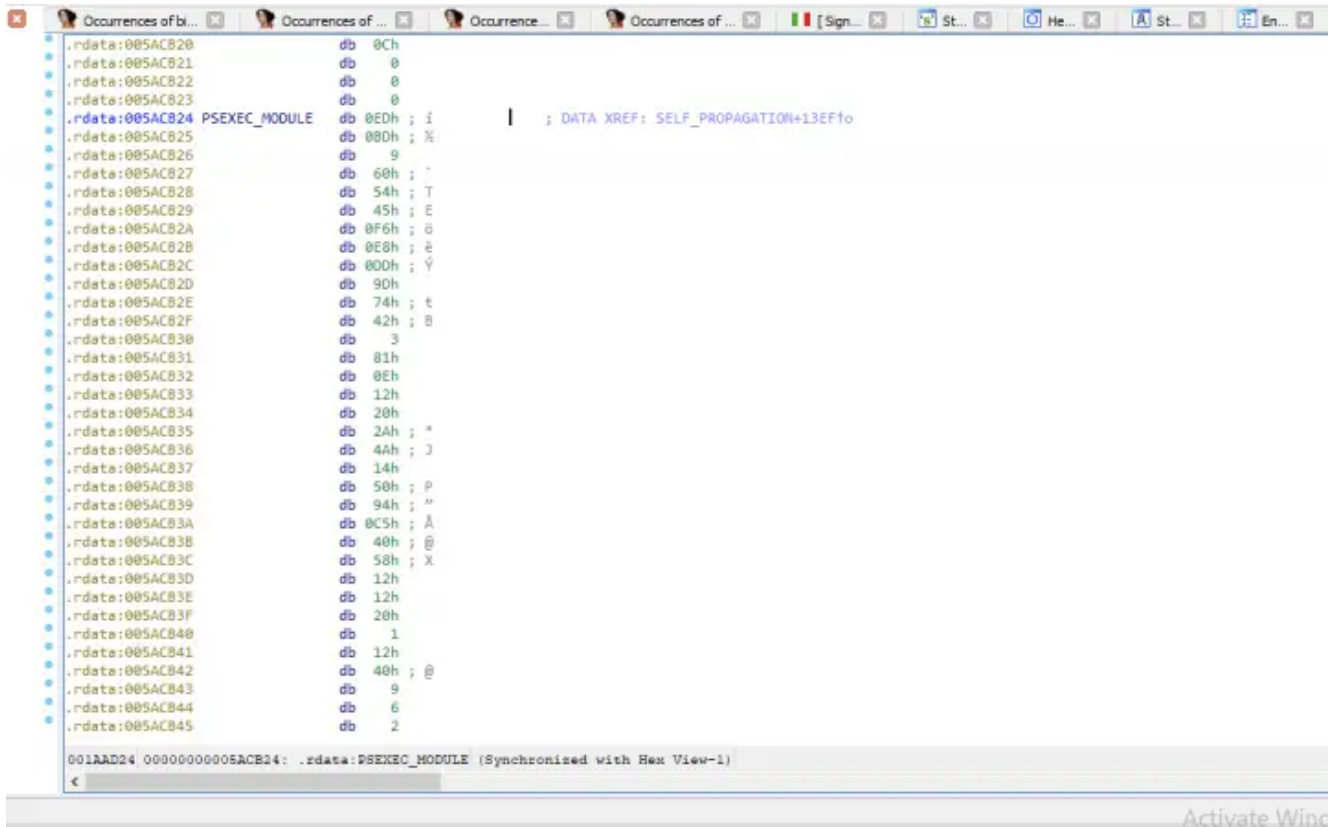 Occurrences of bi... Occurrences of ... Occurrence... Occurrences of ... [ Sign... St... He... St... En...
.rdata:005ACB20 db 0Ch
.rdata:005ACB21 db 0
.rdata:005ACB22 db 0
.rdata:005ACB23 db 0
.rdata:005ACB24 PSEXEC_MODULE db 0EDh ; í ; DATA XREF: SELF_PROPAGATION+13EF↑o
.rdata:005ACB25 db 0BDh ; ½
.rdata:005ACB26 db 9
.rdata:005ACB27 db 60h ; `
.rdata:005ACB28 db 54h ; T
.rdata:005ACB29 db 45h ; E
.rdata:005ACB2A db 0F6h ; ö
.rdata:005ACB2B db 0E8h ; è
.rdata:005ACB2C db 0DDh ; Ý
.rdata:005ACB2D db 9Dh
.rdata:005ACB2E db 74h ; t
.rdata:005ACB2F db 42h ; B
.rdata:005ACB30 db 3
.rdata:005ACB31 db 81h
.rdata:005ACB32 db 0Eh
.rdata:005ACB33 db 12h
.rdata:005ACB34 db 20h
.rdata:005ACB35 db 2Ah ; *
.rdata:005ACB36 db 4Ah ; J
.rdata:005ACB37 db 14h
.rdata:005ACB38 db 50h ; P
.rdata:005ACB39 db 94h ; ”
.rdata:005ACB3A db 0C5h ; Å
.rdata:005ACB3B db 40h ; @
.rdata:005ACB3C db 58h ; X
.rdata:005ACB3D db 12h
.rdata:005ACB3E db 12h
.rdata:005ACB3F db 20h
.rdata:005ACB40 db 1
.rdata:005ACB41 db 12h
.rdata:005ACB42 db 40h ; @
.rdata:005ACB43 db 9
.rdata:005ACB44 db 6
.rdata:005ACB45 db 2
001AAD24 00000000005ACB24: .rdata:PSEXEC_MODULE (Synchronized with Hex View-1)
Activate Wind